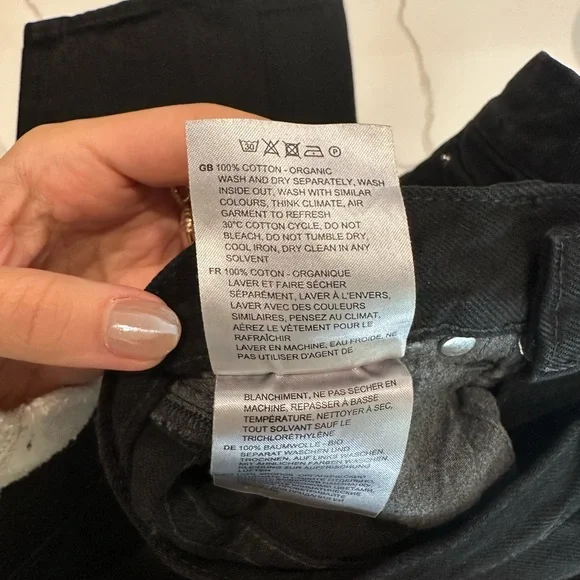 30
P
GB 100% COTTON - ORGANIC
WASH AND DRY SEPARATELY, WASH
INSIDE OUT, WASH WITH SIMILAR
COLOURS, THINK CLIMATE, AIR
GARMENT TO REFRESH
30°C COTTON CYCLE, DO NOT
BLEACH, DO NOT TUMBLE DRY,
COOL IRON, DRY CLEAN IN ANY
SOLVENT
FR 100% COTON - ORGANIQUE
LAVER ET FAIRE SÉCHER
SÉPARÉMENT, LAVER À L'ENVERS,
LAVER AVEC DES COULEURS
SIMILAIRES, PENSEZ AU CLIMAT,
AÉREZ LE VÊTEMENT POUR LE
RAFRAÎCHIR
LAVER EN MACHINE, EAU FROIDE, NE
PAS UTILISER D'AGENT DE
BLANCHIMENT, NE PAS SÉCHER EN
MACHINE, REPASSER À BASSE
TEMPÉRATURE, NETTOYER À SEC,
TOUT SOLVANT SAUF LE
TRICHLORÉTHYLÈNE
DE 100% BAUMWOLLE - BIO
SEPARAT WASCHEN UND
TROCKNEN, AUF LINKS WASCHEN,
MIT ÄHNLICHEN FARBEN WASCHEN,